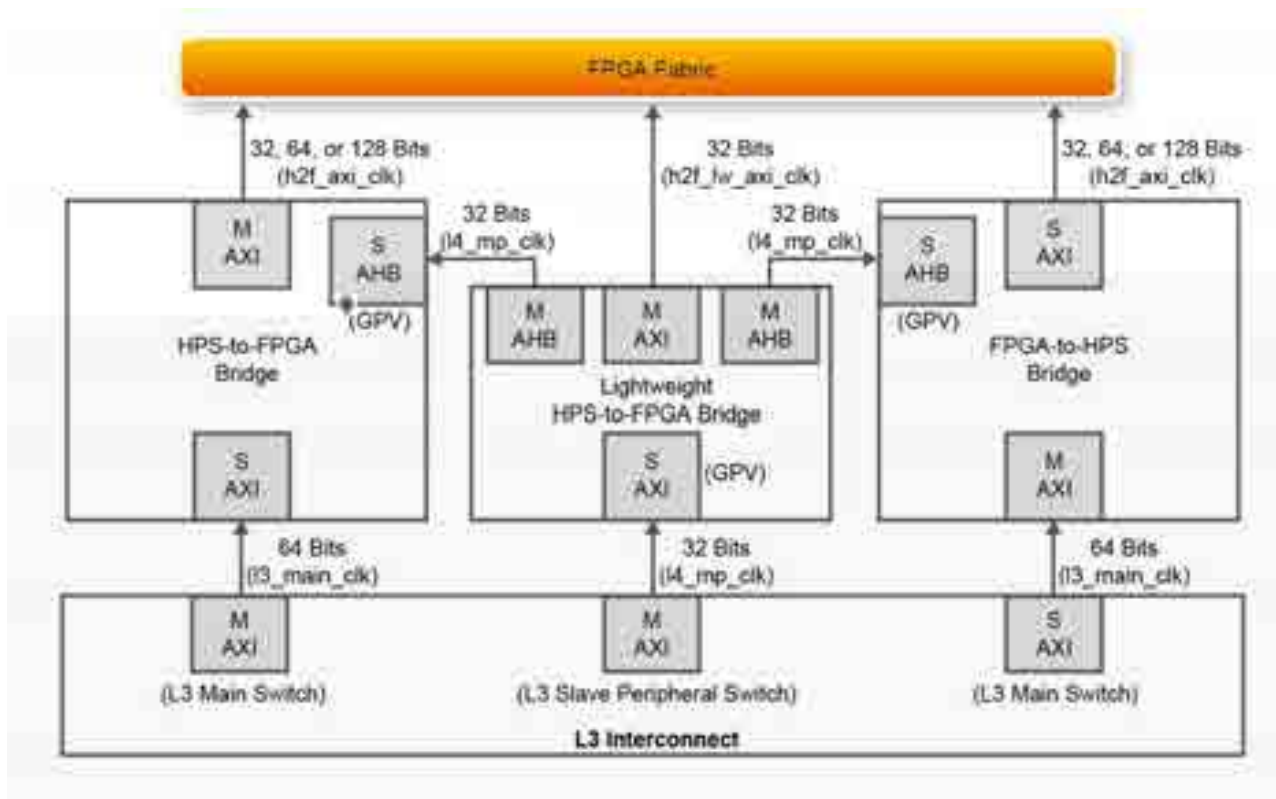 FPGA Fabric
32, 64, or 128 Bits
(h2f_axi_clk)
32 Bits
(h2f_lw_axi_clk)
32, 64, or 128 Bits
(h2f_axi_clk)
M
AXI
S
AHB
(GPV)
HPS-to-FPGA
Bridge
S
AXI
32 Bits
(l4_mp_clk)
32 Bits
(l4_mp_clk)
M
AHB
M
AXI
M
AHB
Lightweight
HPS-to-FPGA Bridge
S
AXI
(GPV)
S
AHB
(GPV)
S
AXI
FPGA-to-HPS
Bridge
M
AXI
64 Bits
(l3_main_clk)
32 Bits
(l4_mp_clk)
64 Bits
(l3_main_clk)
M
AXI
(L3 Main Switch)
M
AXI
(L3 Slave Peripheral Switch)
S
AXI
(L3 Main Switch)
L3 Interconnect